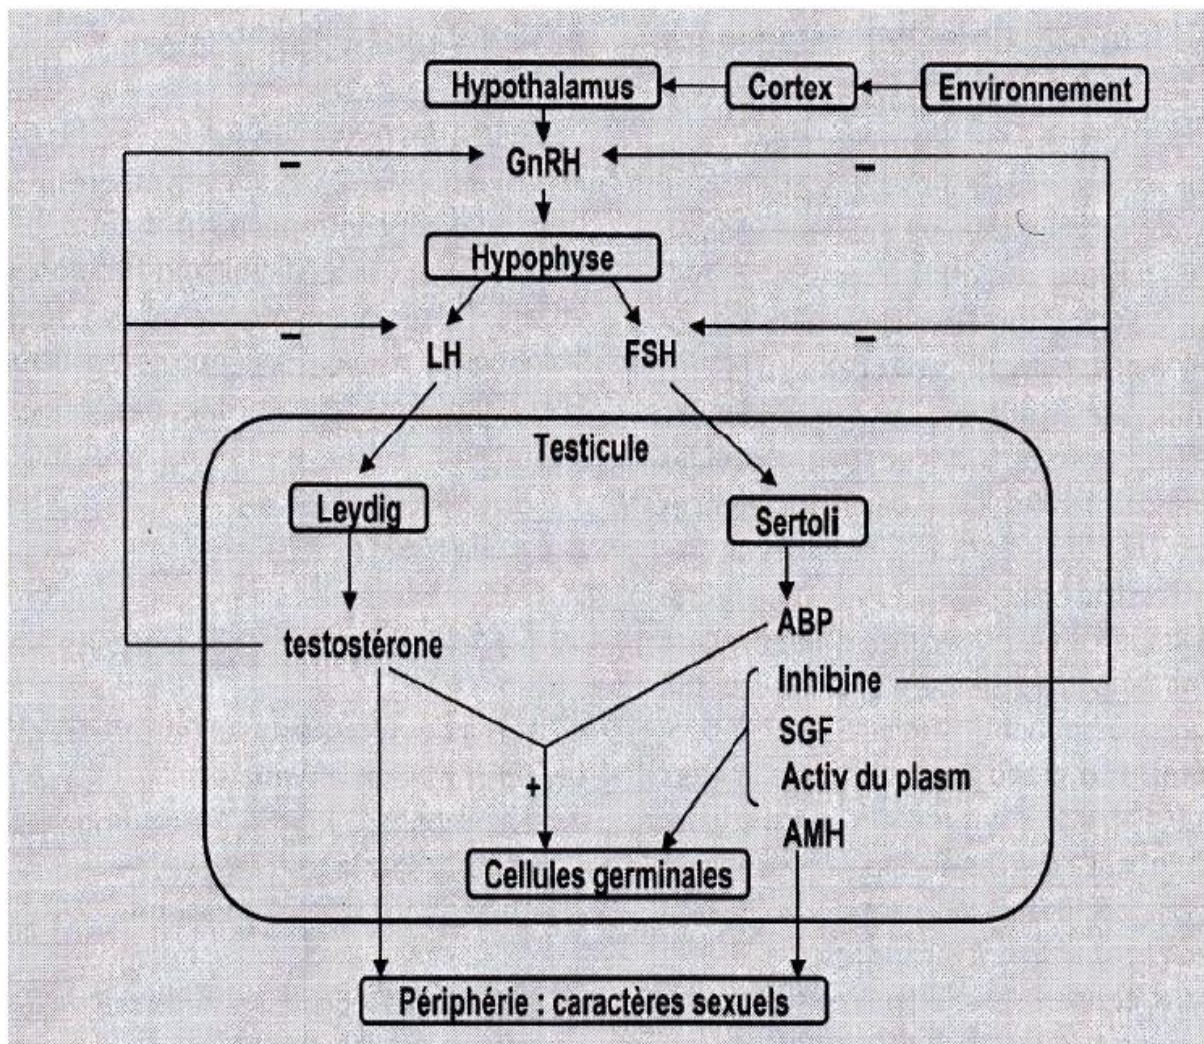 Hypothalamus Cortex Environnement
– GnRH –
Hypophyse
– LH FSH –
Testicule
Leydig Sertoli
ABP
testostérone
Inhibine
SGF
Activ du plasm
+
AMH
Cellules germinales
Périphérie : caractères sexuels